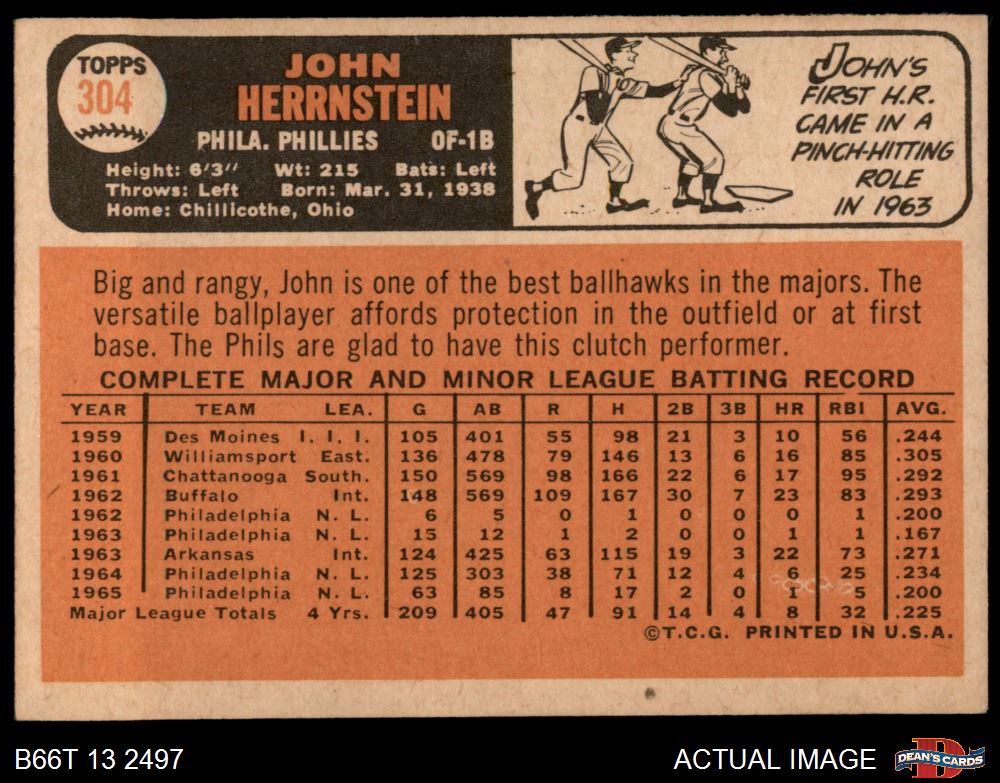 TOPPS
304
JOHN
HERRNSTEIN
PHILA. PHILLIES OF-1B
Height: 6'3" Wt: 215 Bats: Left
Throws: Left Born: Mar. 31, 1938
Home: Chillicothe, Ohio
JOHN'S
FIRST H.R.
CAME IN A
PINCH-HITTING
ROLE
IN 1963
Big and rangy, John is one of the best ballhawks in the majors. The
versatile ballplayer affords protection in the outfield or at first
base. The Phils are glad to have this clutch performer.
COMPLETE MAJOR AND MINOR LEAGUE BATTING RECORD
YEAR TEAM LEA. G AB R H 2B 3B HR RBI AVG.
1959 Des Moines I. I. I. 105 401 55 98 21 3 10 56 .244
1960 Williamsport East. 136 478 79 146 13 6 16 85 .305
1961 Chattanooga South. 150 569 98 166 22 6 17 95 .292
1962 Buffalo Int. 148 569 109 167 30 7 23 83 .293
1962 Philadelphia N. L. 6 5 0 1 0 0 0 1 .200
1963 Philadelphia N. L. 15 12 1 2 0 0 1 1 .167
1963 Arkansas Int. 124 425 63 115 19 3 22 73 .271
1964 Philadelphia N. L. 125 303 38 71 12 4 6 25 .234
1965 Philadelphia N. L. 63 85 8 17 2 0 1 5 .200
Major League Totals 4 Yrs. 209 405 47 91 14 4 8 32 .225
©T.C.G. PRINTED IN U.S.A.
B66T 13 2497
ACTUAL IMAGE
D
DEAN'S CARDS